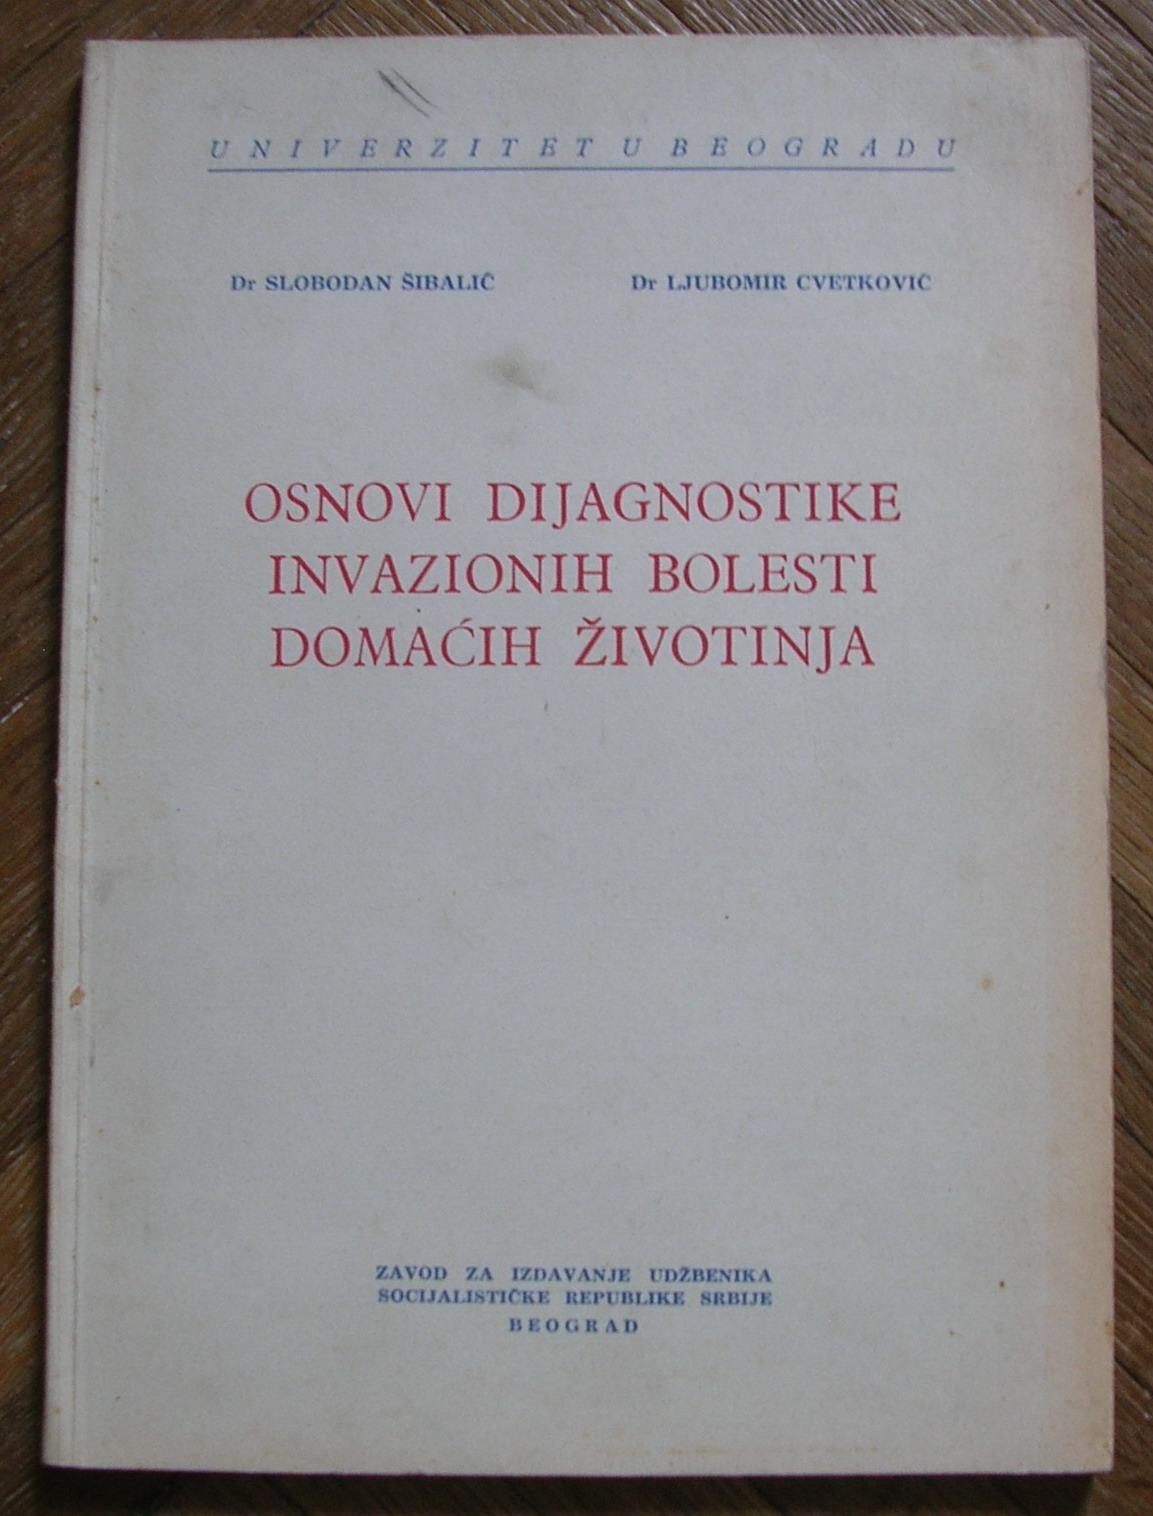 UNIVERZITET U BEOGRADU
Dr SLOBODAN ŠIBALIĆ Dr LJUBOMIR CVETKOVIĆ
OSNOVI DIJAGNOSTIKE
INVAZIONIH BOLESTI
DOMAĆIH ŽIVOTINJA
ZAVOD ZA IZDAVANJE UDŽBENIKA
SOCIJALISTIČKE REPUBLIKE SRBIJE
BEOGRAD